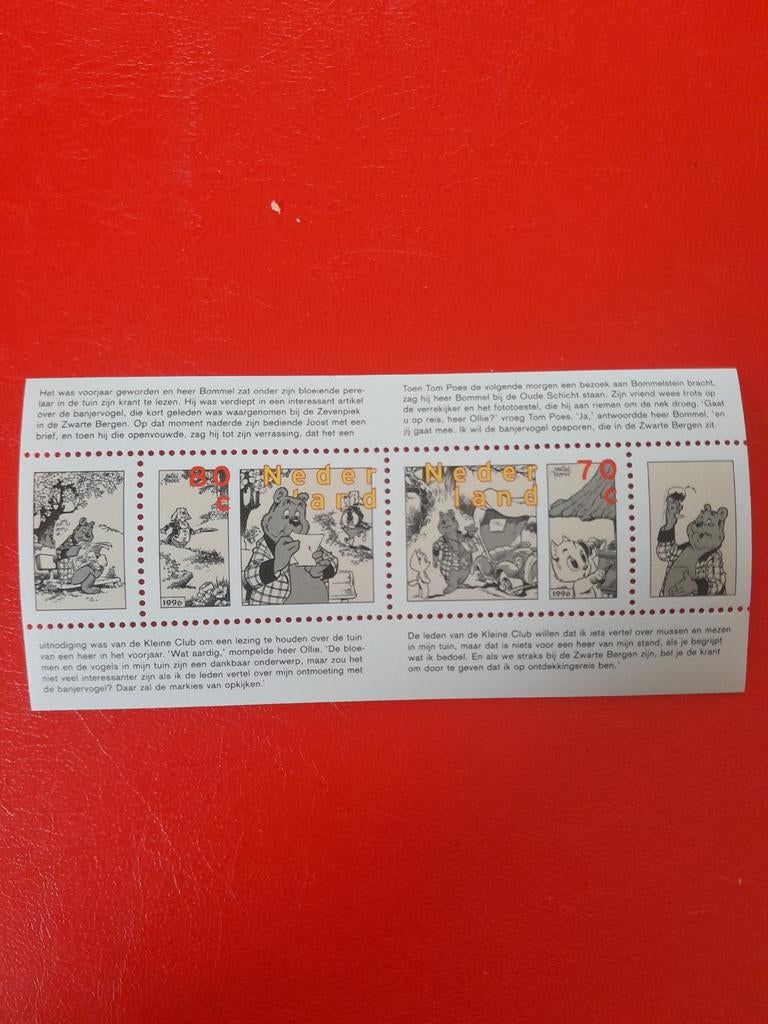 Het was voorjaar geworden en heer Bommel zat onder zijn bloeiende pere-
laar in de tuin zijn krant te lezen. Hij was verdiept in een interessant artikel
over de banjervogel, die kort geleden was waargenomen bij de Zevenpiek
in de Zwarte Bergen. Op dat moment naderde zijn bediende Joost met een
brief, en toen hij die openvouwde, zag hij tot zijn verrassing, dat het een
Toen Tom Poes de volgende morgen een bezoek aan Bommelstein bracht,
zag hij heer Bommel bij de Oude Schicht staan. Zijn vriend wees trots op
de verrekijker en het fototoestel, die hij aan riemen om de nek droeg. 'Gaat
u op reis, heer Ollie?' vroeg Tom Poes. 'Ja,' antwoordde heer Bommel, 'en
jij gaat mee. Ik wil de banjervogel opsporen, die in de Zwarte Bergen zit.
80
c
Neder
land
1996
Neder
land
70
c
1996
uitnodiging was van de Kleine Club om een lezing te houden over de tuin
van een heer in het voorjaar. 'Wat aardig,' mompelde heer Ollie. 'De bloe-
men en de vogels in mijn tuin zijn een dankbaar onderwerp, maar zou het
niet veel interessanter zijn als ik de leden vertel over mijn ontmoeting met
de banjervogel? Daar zal de markies van opkijken.'
De leden van de Kleine Club willen dat ik iets vertel over mussen en mezen
in mijn tuin, maar dat is niets voor een heer van mijn stand, als je begrijpt
wat ik bedoel. En als we straks bij de Zwarte Bergen zijn, bel je de krant
om door te geven dat ik op ontdekkingsreis ben.'